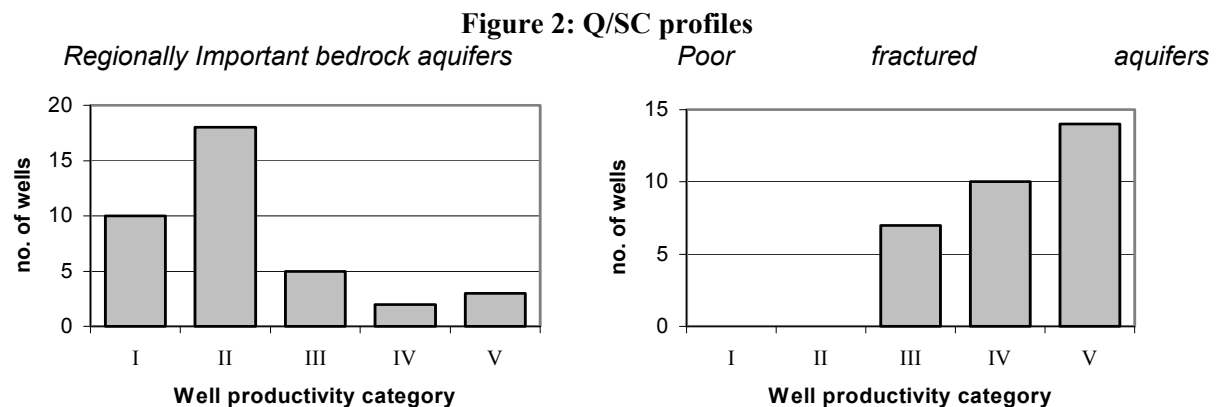 Figure 2: Q/SC profiles
Regionally Important bedrock aquifers
Poor fractured aquifers
20
15
10
5
0
no. of wells
I II III IV V
Well productivity category
15
10
5
0
no. of wells
I II III IV V
Well productivity category